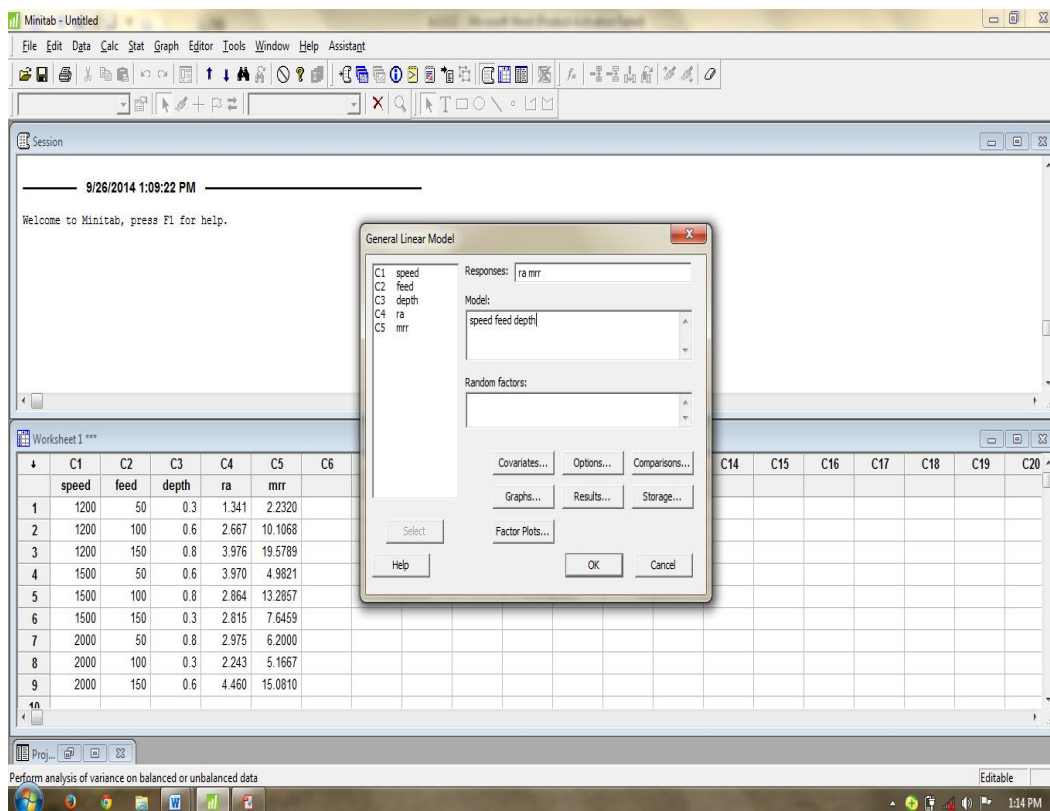 Minitab - Untitled
File Edit Data Calc Stat Graph Editor Tools Window Help Assistant
Session
9/26/2014 1:09:22 PM
Welcome to Minitab, press F1 for help.
General Linear Model
C1 speed
C2 feed
C3 depth
C4 ra
C5 mrr
Responses: ra mrr
Model:
speed feed depth
Random factors:
Covariates... Options... Comparisons...
Graphs... Results... Storage...
Select Factor Plots...
Help OK Cancel
Worksheet 1 ***
C1 C2 C3 C4 C5 C6 C14 C15 C16 C17 C18 C19 C20
speed feed depth ra mrr
1 1200 50 0.3 1.341 2.2320
2 1200 100 0.6 2.667 10.1068
3 1200 150 0.8 3.976 19.5789
4 1500 50 0.6 3.970 4.9821
5 1500 100 0.8 2.864 13.2857
6 1500 150 0.3 2.815 7.6459
7 2000 50 0.8 2.975 6.2000
8 2000 100 0.3 2.243 5.1667
9 2000 150 0.6 4.460 15.0810
10
Proj...
Perform analysis of variance on balanced or unbalanced data
Editable
1:14 PM